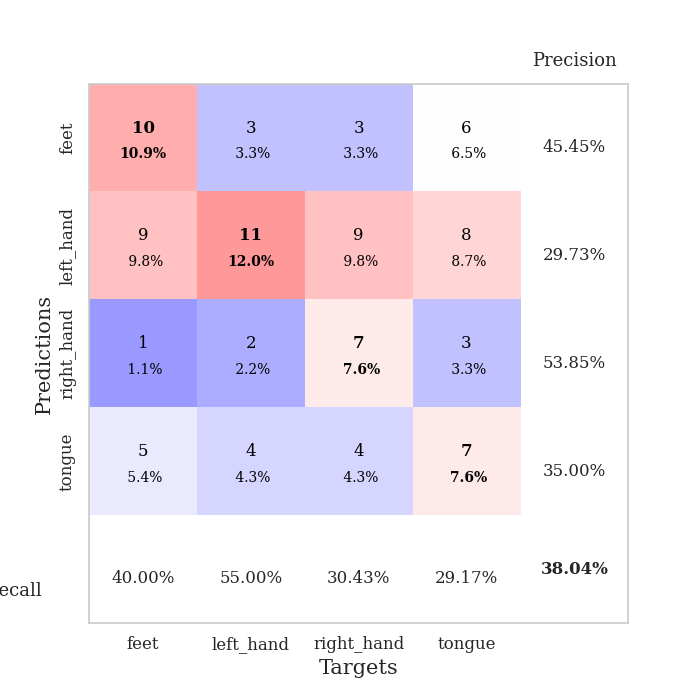 Precision
feet
10 3 3 6
10.9% 3.3% 3.3% 6.5%
45.45%
left_hand
9 11 9 8
9.8% 12.0% 9.8% 8.7%
29.73%
Predictions
right_hand
1 2 7 3
1.1% 2.2% 7.6% 3.3%
53.85%
tongue
5 4 4 7
5.4% 4.3% 4.3% 7.6%
35.00%
ecall
40.00% 55.00% 30.43% 29.17% 38.04%
feet left_hand right_hand tongue
Targets